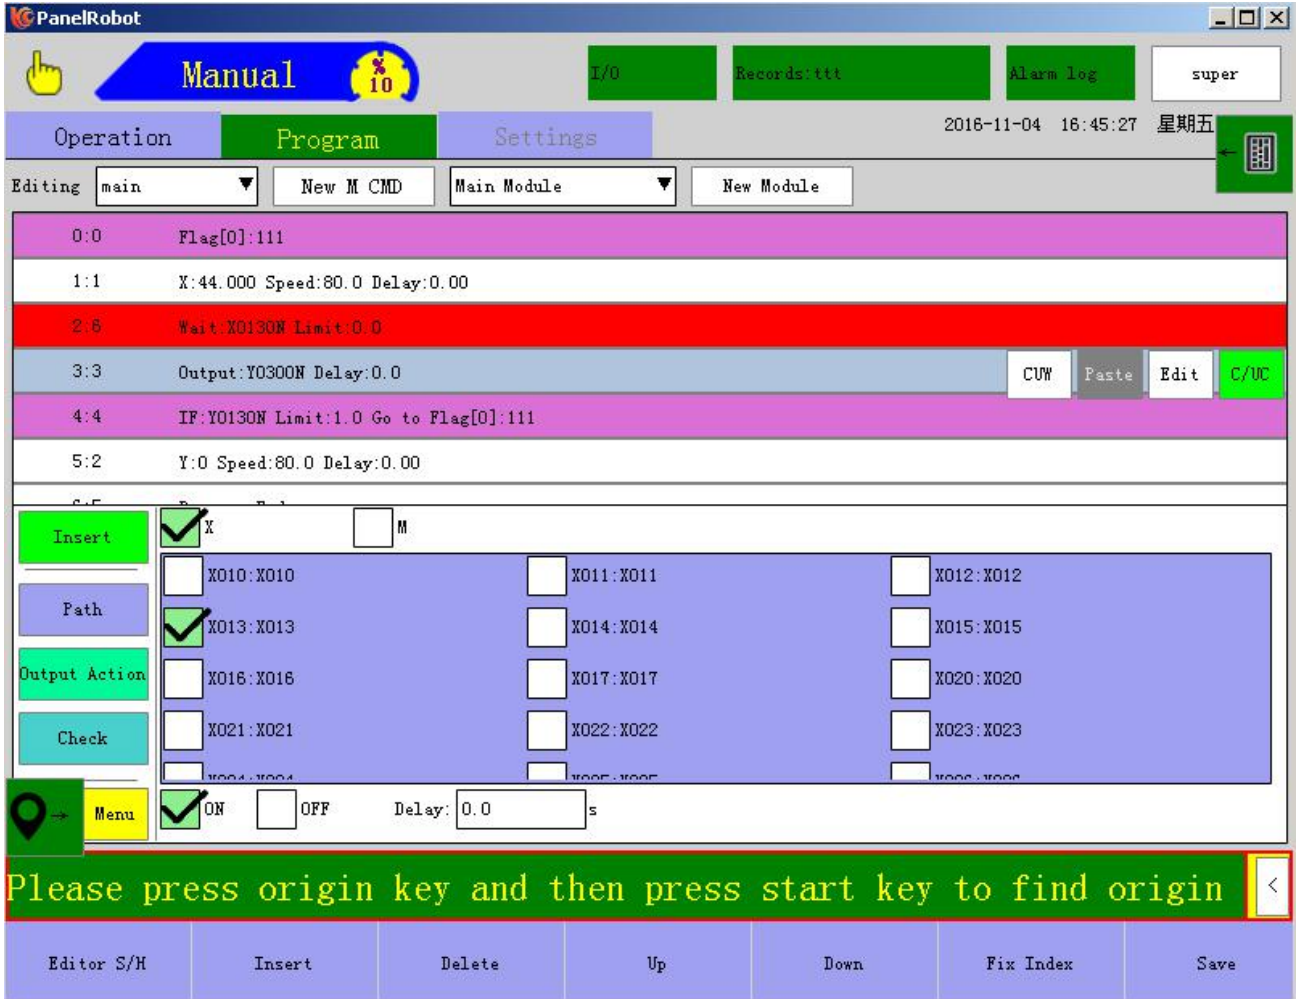 PanelRobot
Manual % 10 I/O Records:ttt Alarm log super
Operation Program Settings 2016-11-04 16:45:27 星期五
Editing main New M CMD Main Module New Module
0:0 Flag[0]:111
1:1 X:44.000 Speed:80.0 Delay:0.00
2:6 Wait:X013ON Limit:0.0
3:3 Output:Y030ON Delay:0.0 CUW Paste Edit C/UC
4:4 IF:Y013ON Limit:1.0 Go to Flag[0]:111
5:2 Y:0 Speed:80.0 Delay:0.00
Insert X M
X010:X010 X011:X011 X012:X012
Path X013:X013 X014:X014 X015:X015
Output Action X016:X016 X017:X017 X020:X020
Check X021:X021 X022:X022 X023:X023
Menu ON OFF Delay: 0.0 s
Please press origin key and then press start key to find origin <
Editor S/H Insert Delete Up Down Fix Index Save